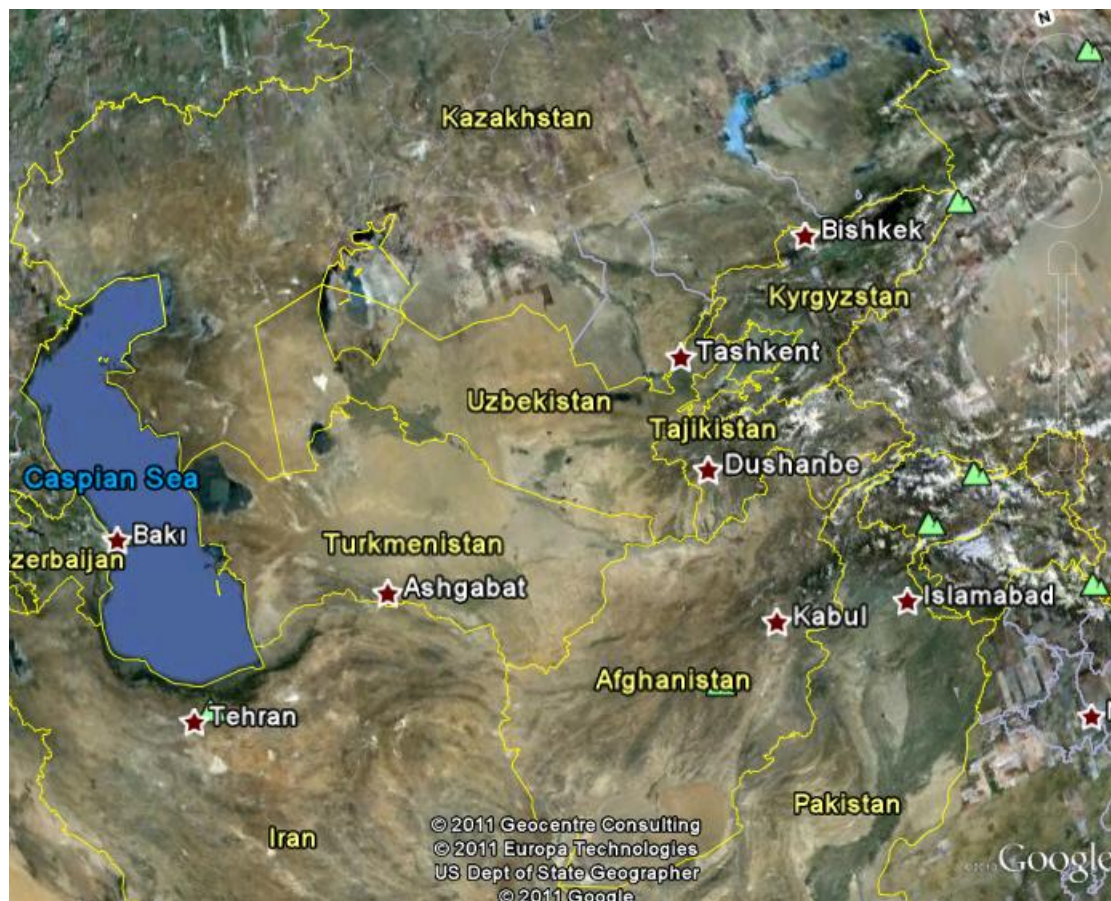 N
Kazakhstan
Bishkek
Kyrgyzstan
Tashkent
Uzbekistan
Tajikistan
Dushanbe
Caspian Sea
Bakı
zerbaijan
Turkmenistan
Ashgabat
Islamabad
Kabul
Afghanistan
Tehran
Pakistan
Iran
© 2011 Geocentre Consulting
© 2011 Europa Technologies
US Dept of State Geographer
© 2011 Google
Google